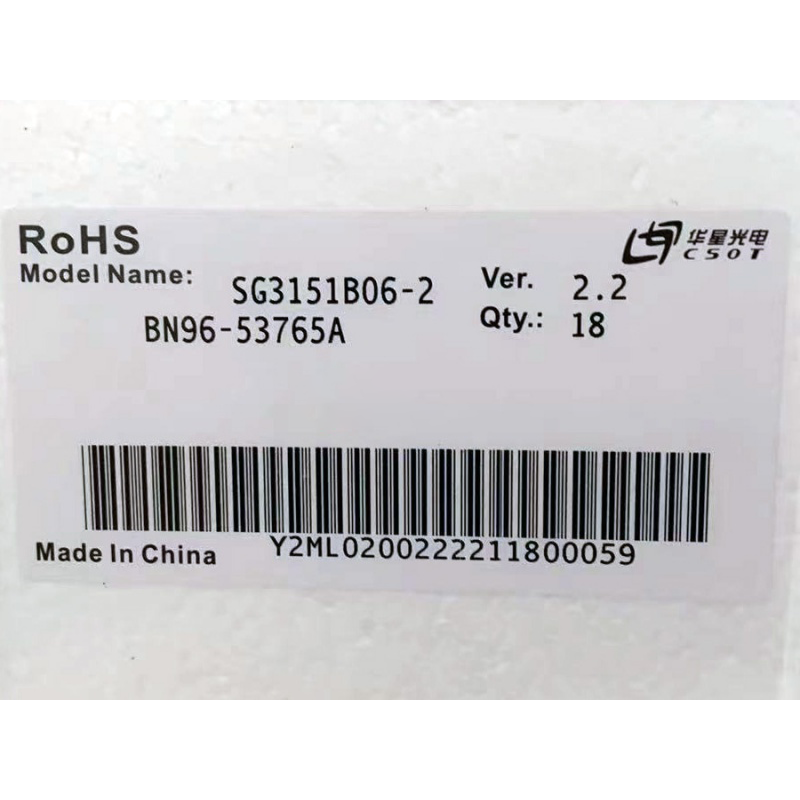 RoHS
华星光电
CSOT
Model Name: SG3151B06-2 Ver. 2.2
BN96-53765A Qty.: 18
Made In China Y2ML0200222211800059